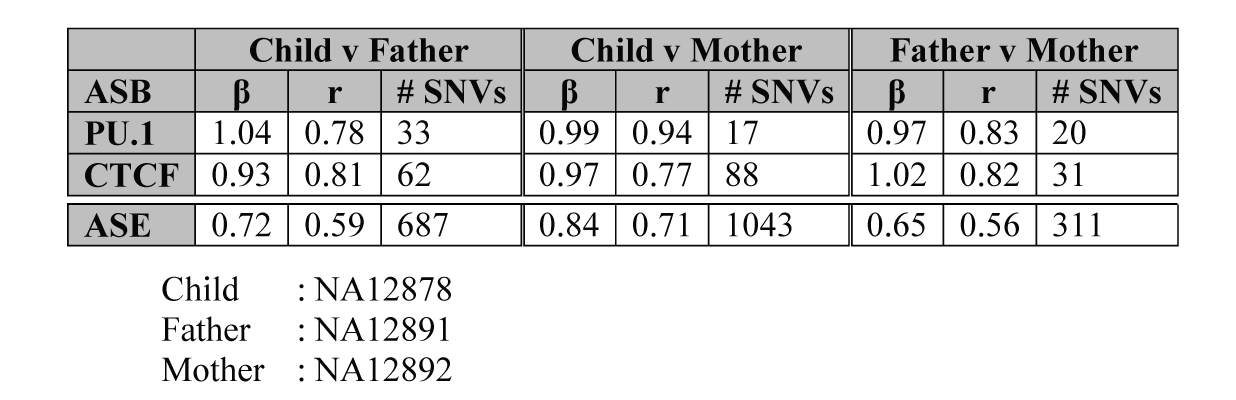 Child v Father Child v Mother Father v Mother
ASB β r # SNVs β r # SNVs β r # SNVs
PU.1 1.04 0.78 33 0.99 0.94 17 0.97 0.83 20
CTCF 0.93 0.81 62 0.97 0.77 88 1.02 0.82 31
ASE 0.72 0.59 687 0.84 0.71 1043 0.65 0.56 311
Child : NA12878
Father : NA12891
Mother : NA12892